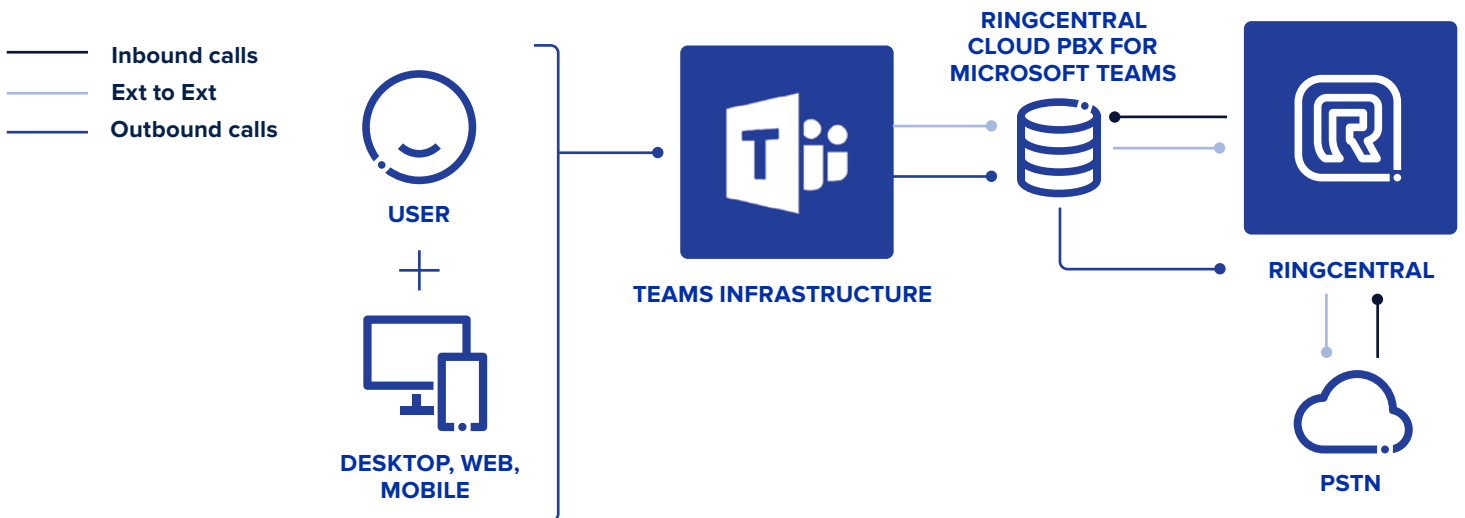 Inbound calls
Ext to Ext
Outbound calls
USER
DESKTOP, WEB,
MOBILE
T
TEAMS INFRASTRUCTURE
RINGCENTRAL
CLOUD PBX FOR
MICROSOFT TEAMS
R
RINGCENTRAL
PSTN